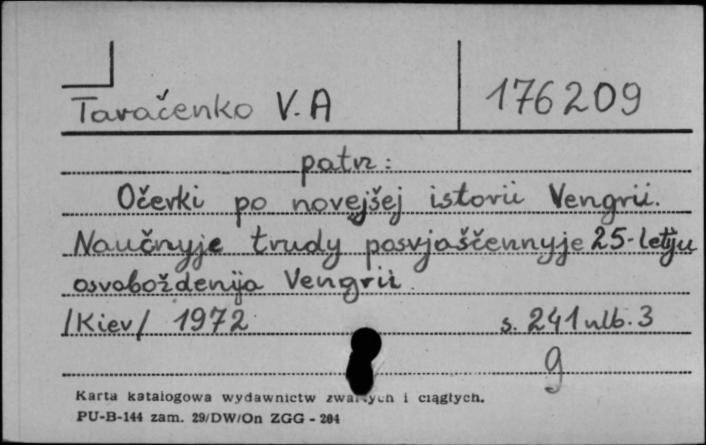 Taračenko V.A
176209
patrz:
Očerki po novejšej istorii Vengrii.
Naučnyje trudy posvjaščennyje 25-letiju
osvoboždenija Vengrii
/Kiev/ 1972 s. 241 nlb. 3
9
Karta katalogowa wydawnictw zwartych i ciągłych.
PU-B-144 zam. 29/DW/On ZGG - 204